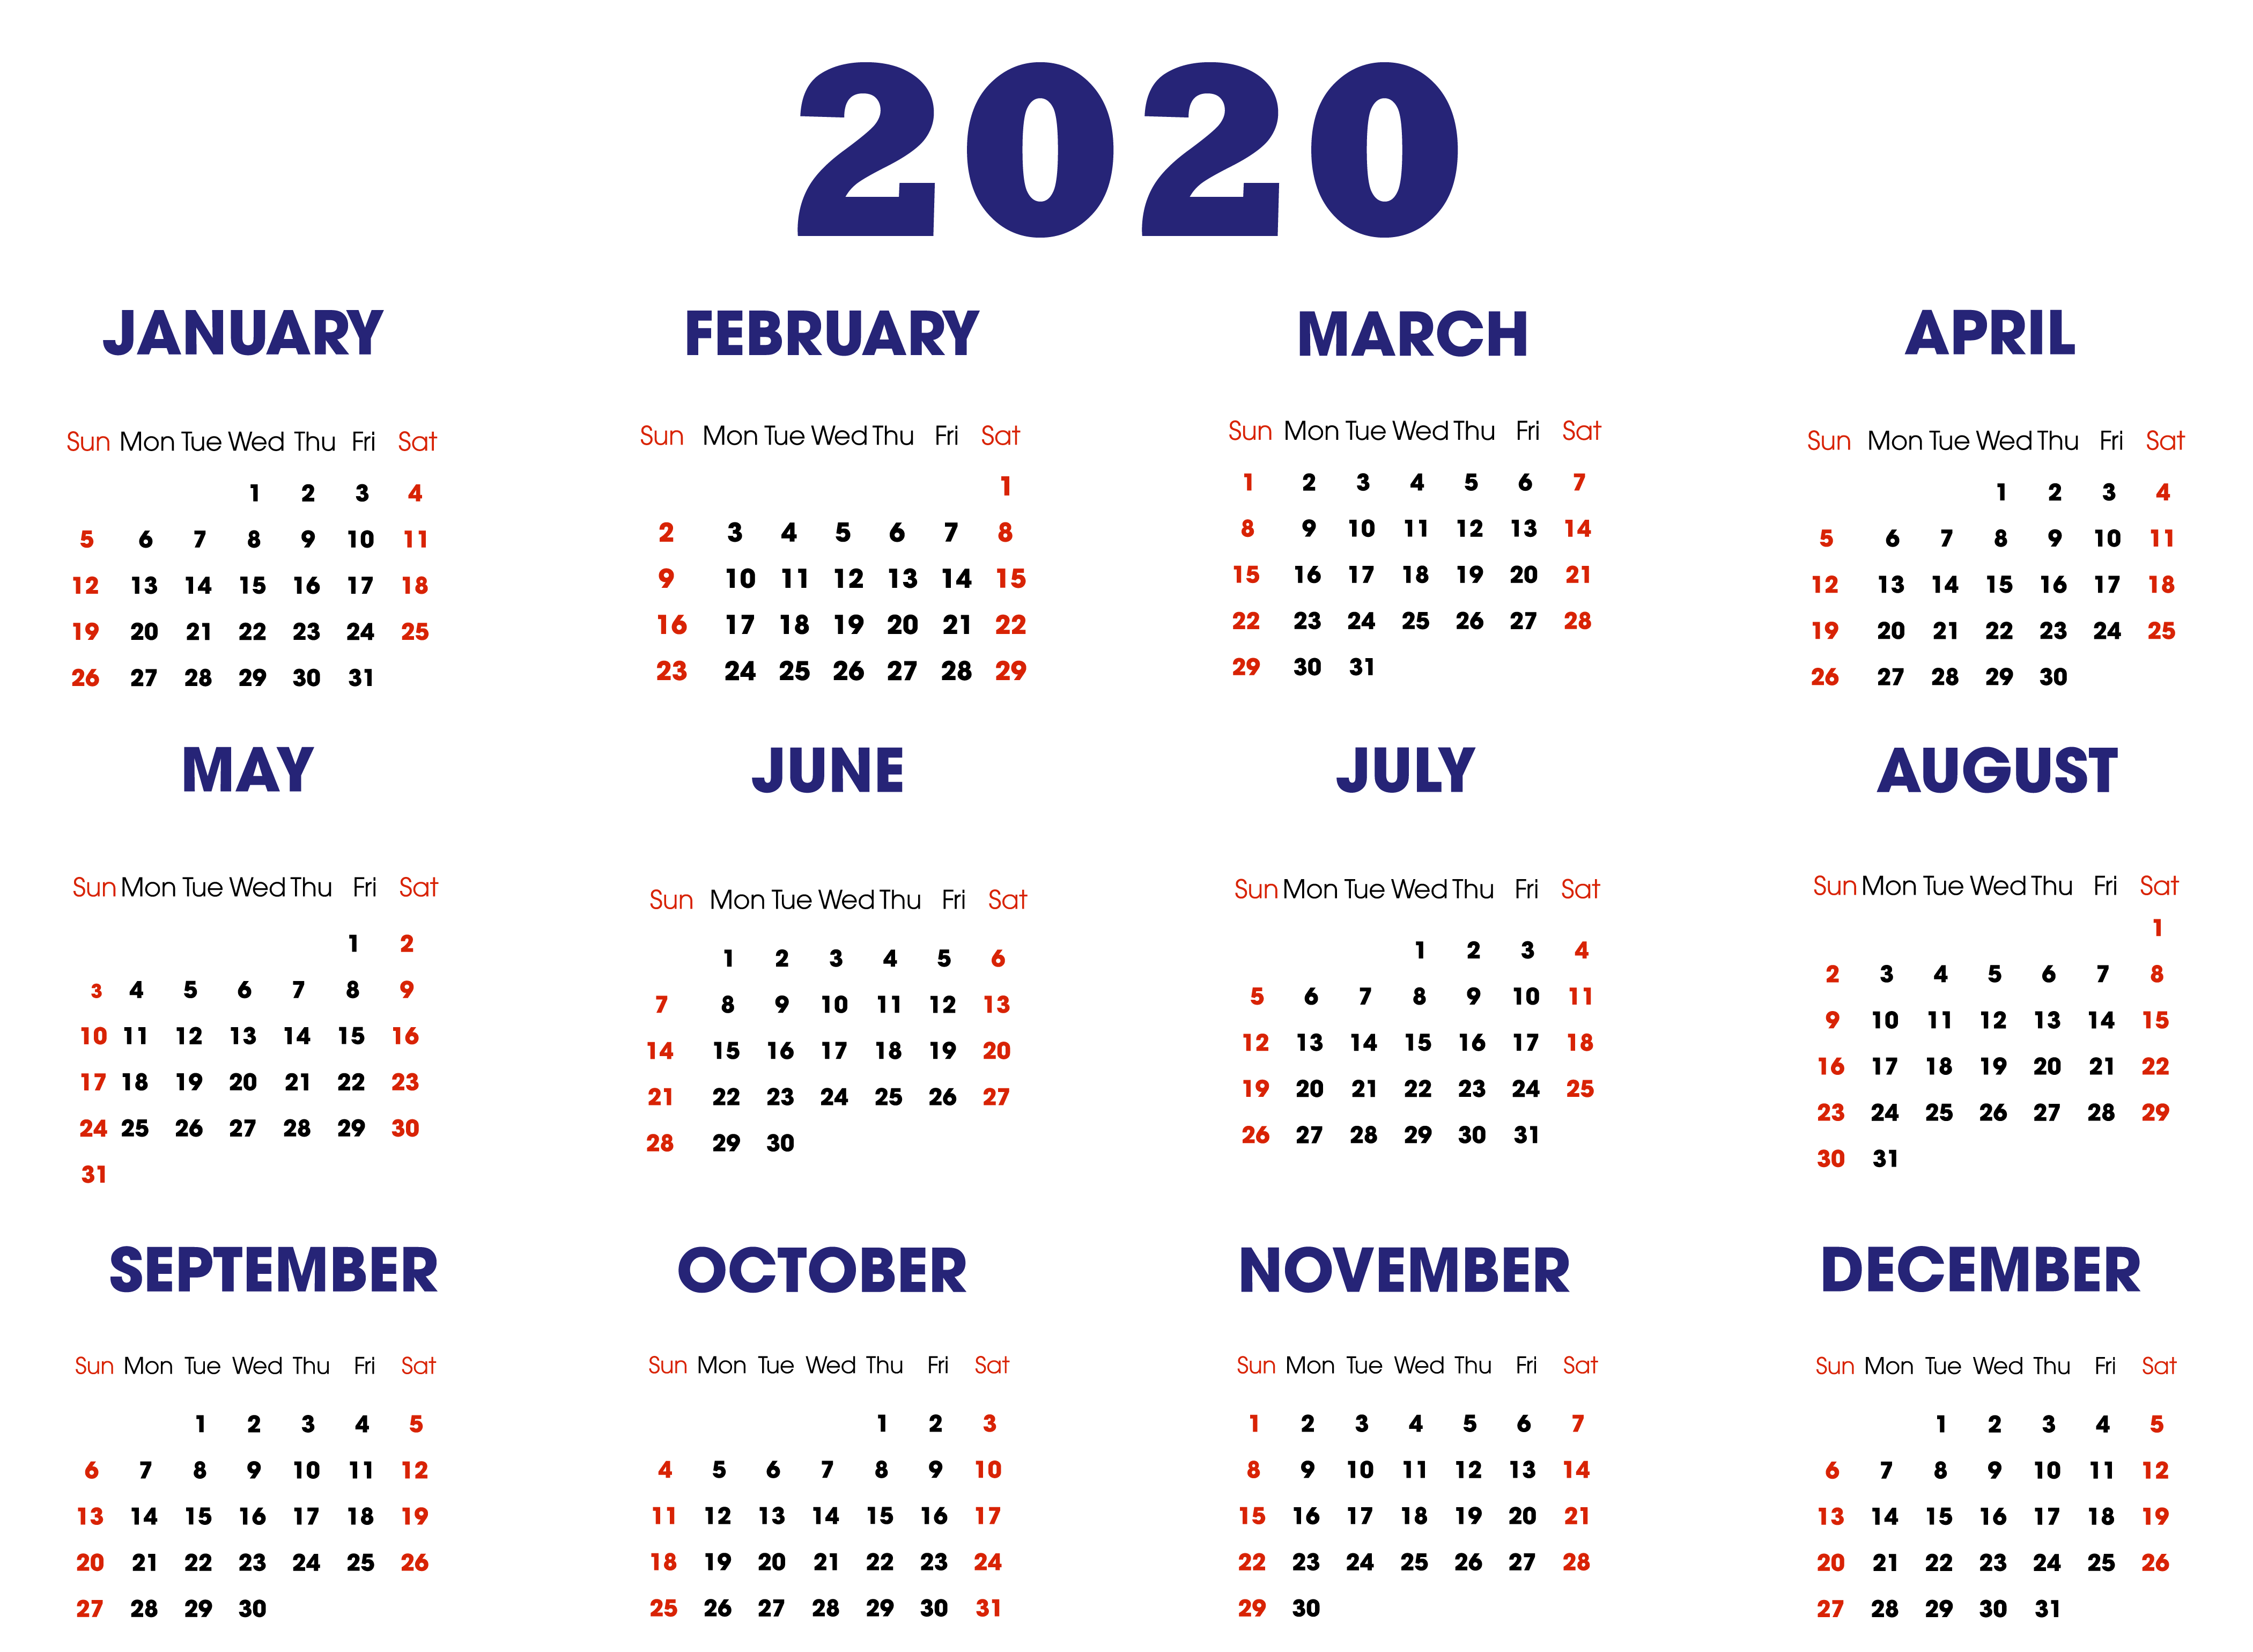 2020
JANUARY
Sun Mon Tue Wed Thu Fri Sat
1 2 3 4
5 6 7 8 9 10 11
12 13 14 15 16 17 18
19 20 21 22 23 24 25
26 27 28 29 30 31
FEBRUARY
Sun Mon Tue Wed Thu Fri Sat
1
2 3 4 5 6 7 8
9 10 11 12 13 14 15
16 17 18 19 20 21 22
23 24 25 26 27 28 29
MARCH
Sun Mon Tue Wed Thu Fri Sat
1 2 3 4 5 6 7
8 9 10 11 12 13 14
15 16 17 18 19 20 21
22 23 24 25 26 27 28
29 30 31
APRIL
Sun Mon Tue Wed Thu Fri Sat
1 2 3 4
5 6 7 8 9 10 11
12 13 14 15 16 17 18
19 20 21 22 23 24 25
26 27 28 29 30
MAY
Sun Mon Tue Wed Thu Fri Sat
1 2
3 4 5 6 7 8 9
10 11 12 13 14 15 16
17 18 19 20 21 22 23
24 25 26 27 28 29 30
31
JUNE
Sun Mon Tue Wed Thu Fri Sat
1 2 3 4 5 6
7 8 9 10 11 12 13
14 15 16 17 18 19 20
21 22 23 24 25 26 27
28 29 30
JULY
Sun Mon Tue Wed Thu Fri Sat
1 2 3 4
5 6 7 8 9 10 11
12 13 14 15 16 17 18
19 20 21 22 23 24 25
26 27 28 29 30 31
AUGUST
Sun Mon Tue Wed Thu Fri Sat
1
2 3 4 5 6 7 8
9 10 11 12 13 14 15
16 17 18 19 20 21 22
23 24 25 26 27 28 29
30 31
SEPTEMBER
Sun Mon Tue Wed Thu Fri Sat
1 2 3 4 5
6 7 8 9 10 11 12
13 14 15 16 17 18 19
20 21 22 23 24 25 26
27 28 29 30
OCTOBER
Sun Mon Tue Wed Thu Fri Sat
1 2 3
4 5 6 7 8 9 10
11 12 13 14 15 16 17
18 19 20 21 22 23 24
25 26 27 28 29 30 31
NOVEMBER
Sun Mon Tue Wed Thu Fri Sat
1 2 3 4 5 6 7
8 9 10 11 12 13 14
15 16 17 18 19 20 21
22 23 24 25 26 27 28
29 30
DECEMBER
Sun Mon Tue Wed Thu Fri Sat
1 2 3 4 5
6 7 8 9 10 11 12
13 14 15 16 17 18 19
20 21 22 23 24 25 26
27 28 29 30 31